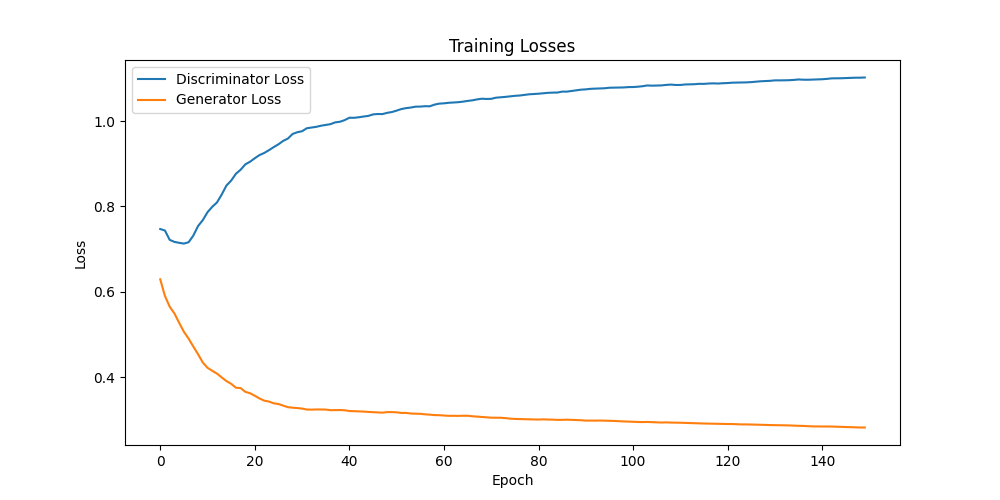 Training Losses
Discriminator Loss
Generator Loss
1.0
0.8
0.6
0.4
Loss
0 20 40 60 80 100 120 140
Epoch